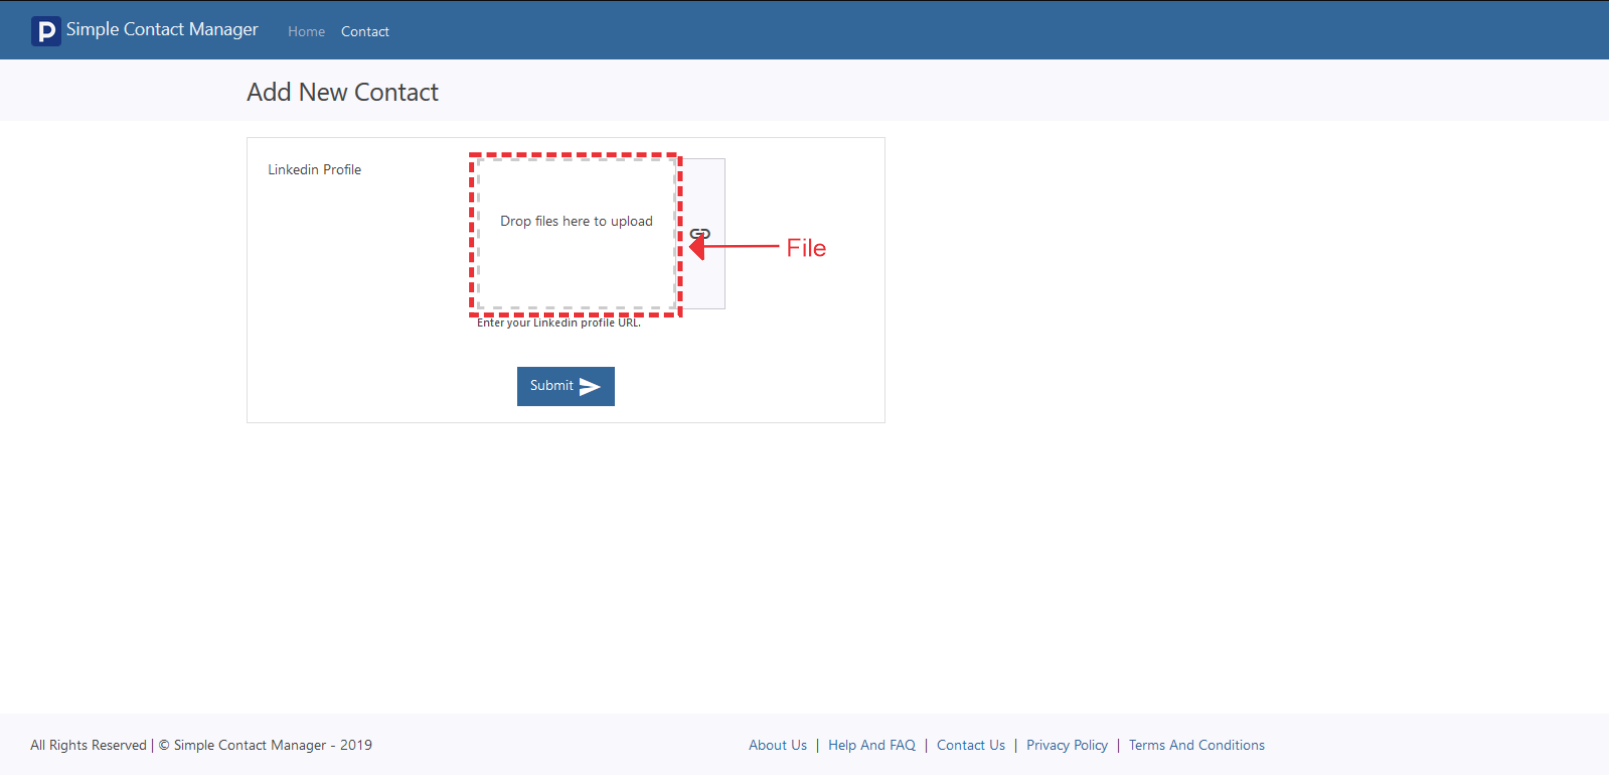 P Simple Contact Manager Home Contact
Add New Contact
Linkedin Profile
Drop files here to upload
File
Enter your Linkedin profile URL.
Submit
All Rights Reserved | © Simple Contact Manager - 2019 About Us | Help And FAQ | Contact Us | Privacy Policy | Terms And Conditions